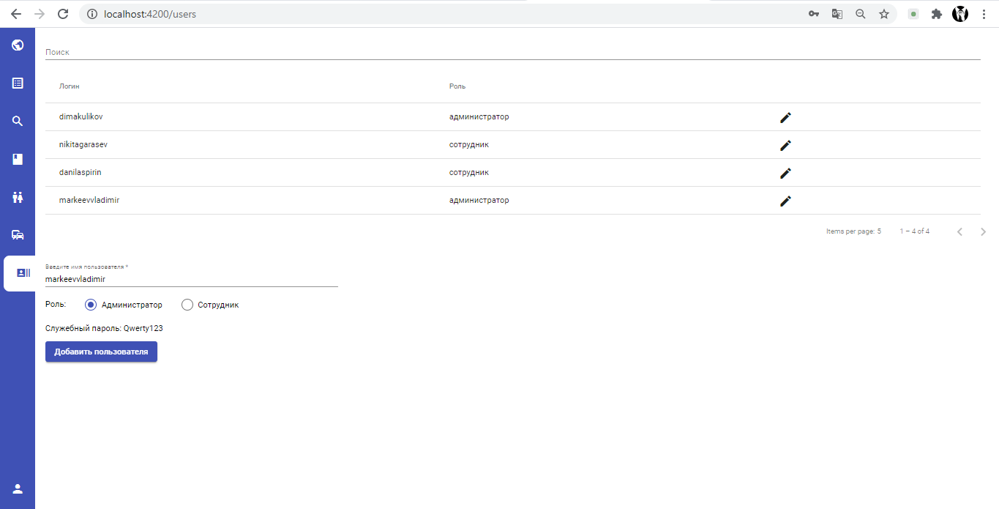 localhost:4200/users
Поиск
Логин Роль
dimakulikov администратор
nikitagarasev сотрудник
danilaspirin сотрудник
markeevvladimir администратор
Items per page: 5 1 – 4 of 4
Введите имя пользователя *
markeevvladimir
Роль: Администратор Сотрудник
Служебный пароль: Qwerty123
Добавить пользователя